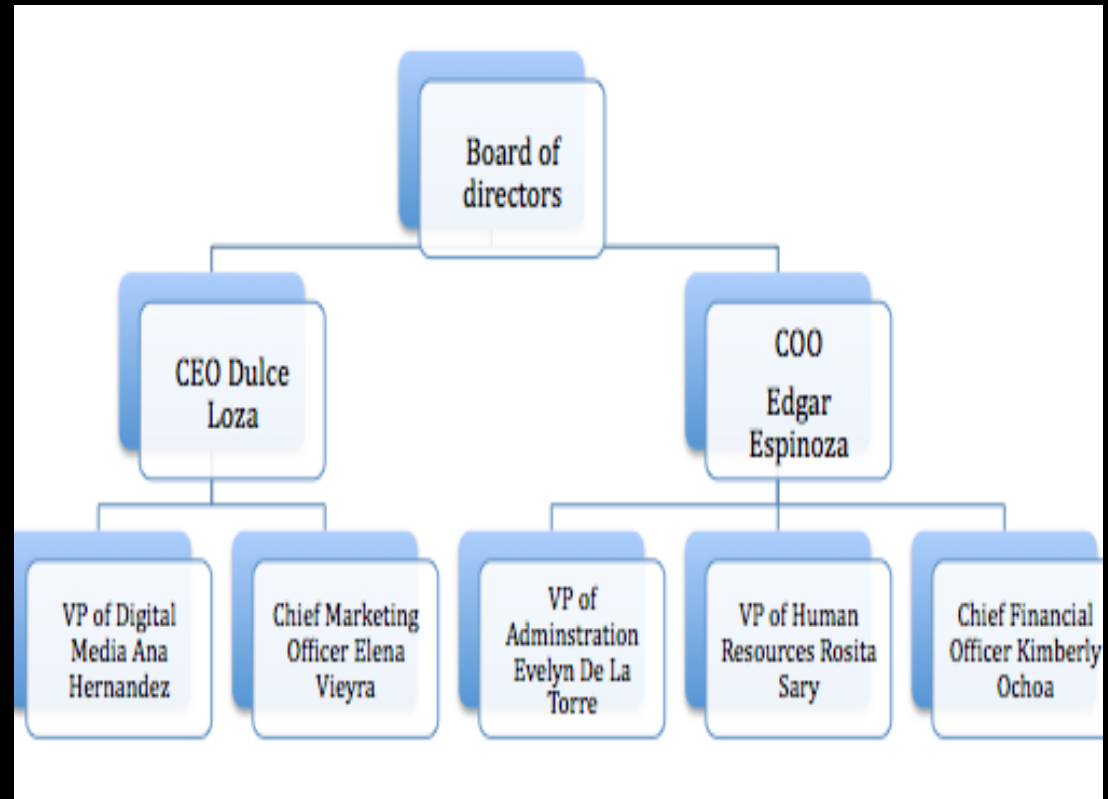 Board of
directors
CEO Dulce
Loza
COO
Edgar
Espinoza
VP of Digital
Media Ana
Hernandez
Chief Marketing
Officer Elena
Vieyra
VP of
Adminstration
Evelyn De La
Torre
VP of Human
Resources Rosita
Sary
Chief Financial
Officer Kimberly
Ochoa